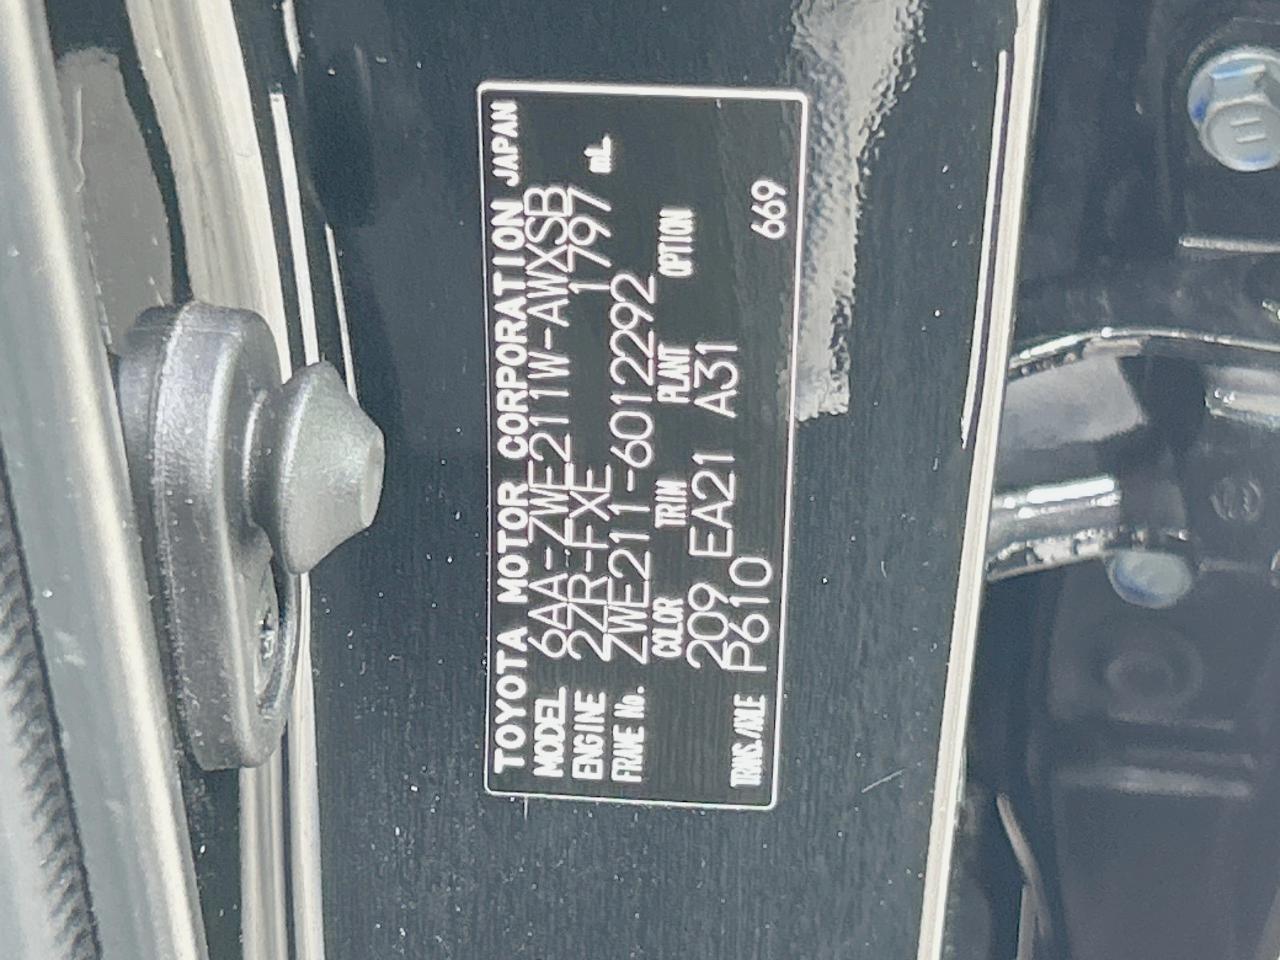 TOYOTA MOTOR CORPORATION JAPAN
MODEL 6AA-ZWE211W-AWXSB
ENGINE 2ZR-FXE 1797 mL
FRAME No. ZWE211-6012292
COLOR TRIM PLANT OPTION
209 EA21 A31
TRANS./AXLE P610 669